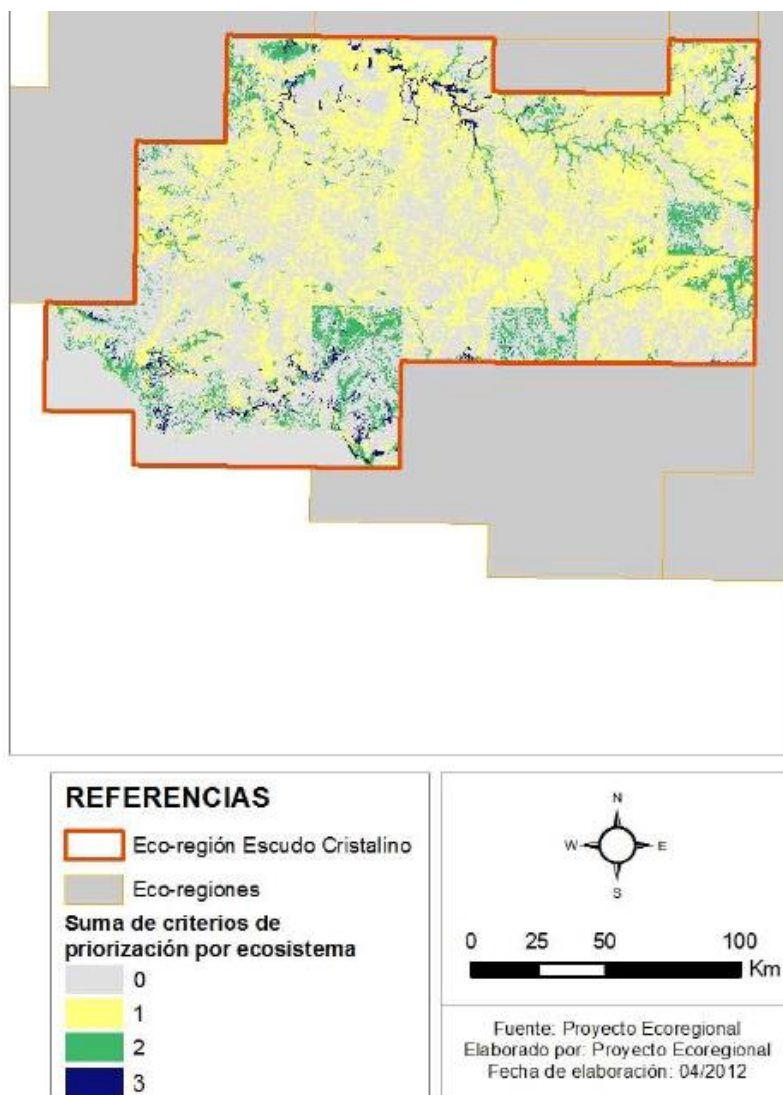 REFERENCIAS
Eco-región Escudo Cristalino
Eco-regiones
Suma de criterios de
priorización por ecosistema
0
1
2
3
N
W E
S
0 25 50 100
Km
Fuente: Proyecto Ecoregional
Elaborado por: Proyecto Ecoregional
Fecha de elaboración: 04/2012